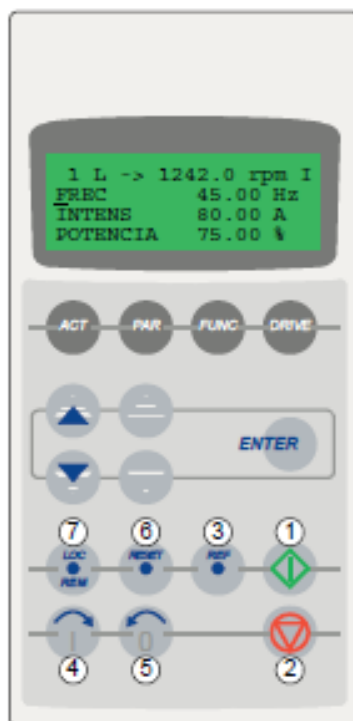 1 L -> 1242.0 rpm I
FREC 45.00 Hz
INTENS 80.00 A
POTENCIA 75.00 %
ACT PAR FUNC DRIVE
ENTER
7 6 3 1
LOC RESET REF
REM
I 0
4 5 2